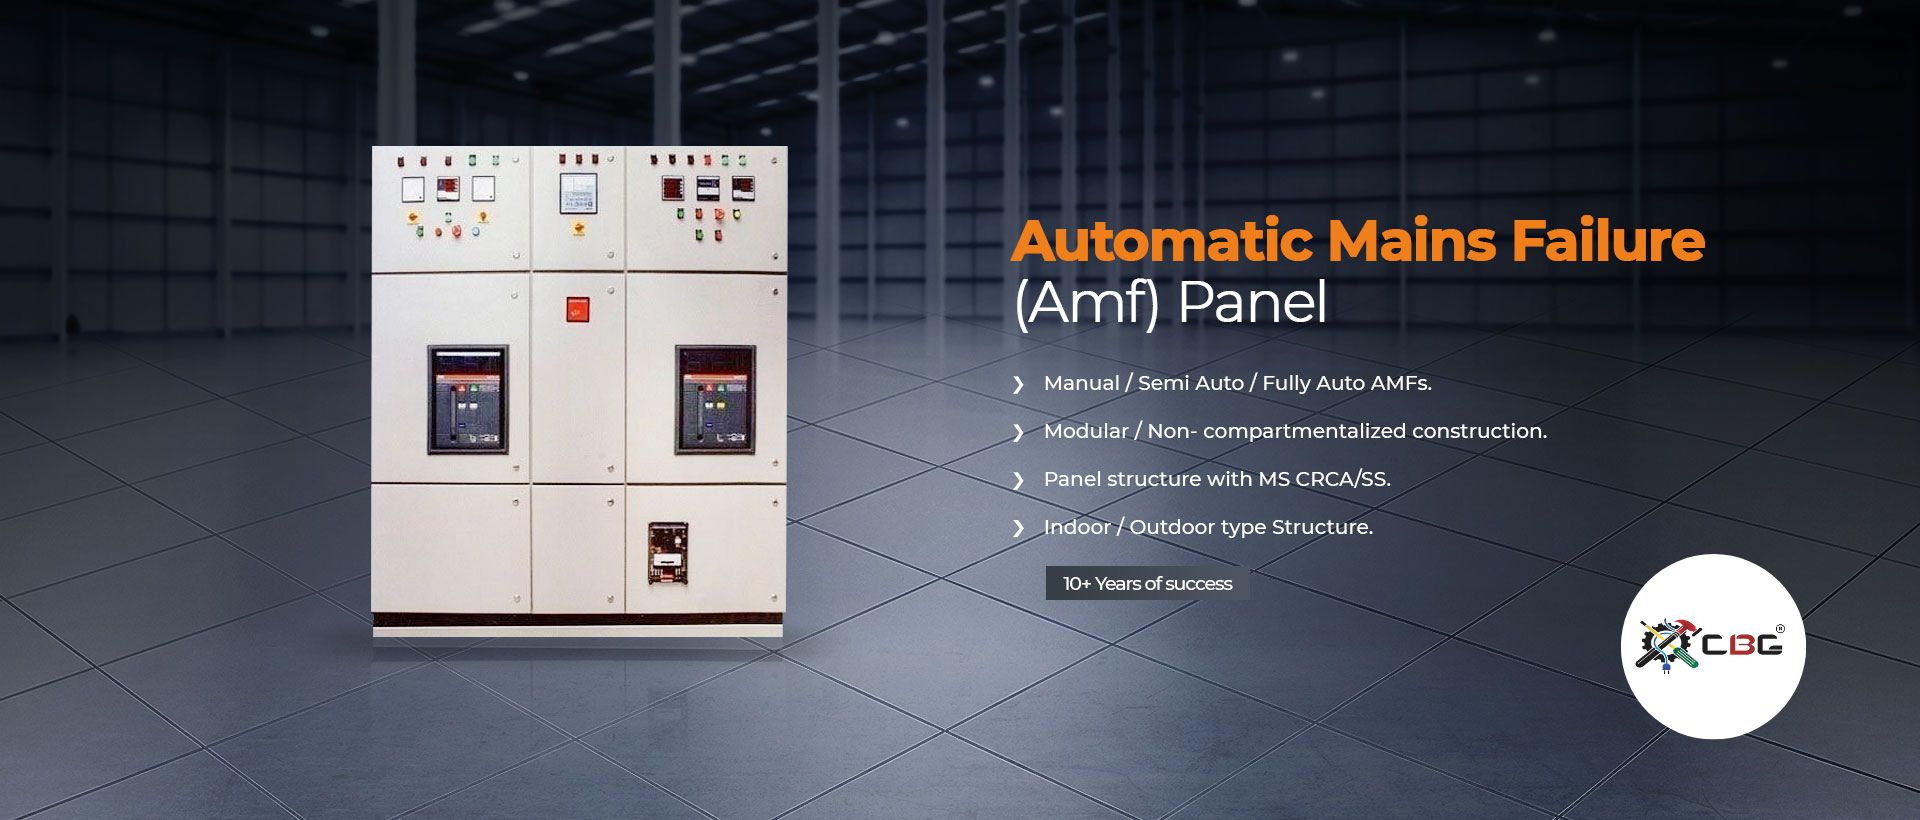 Automatic Mains Failure
(Amf) Panel
❯ Manual / Semi Auto / Fully Auto AMFs.
❯ Modular / Non- compartmentalized construction.
❯ Panel structure with MS CRCA/SS.
❯ Indoor / Outdoor type Structure.
10+ Years of success
CBG®